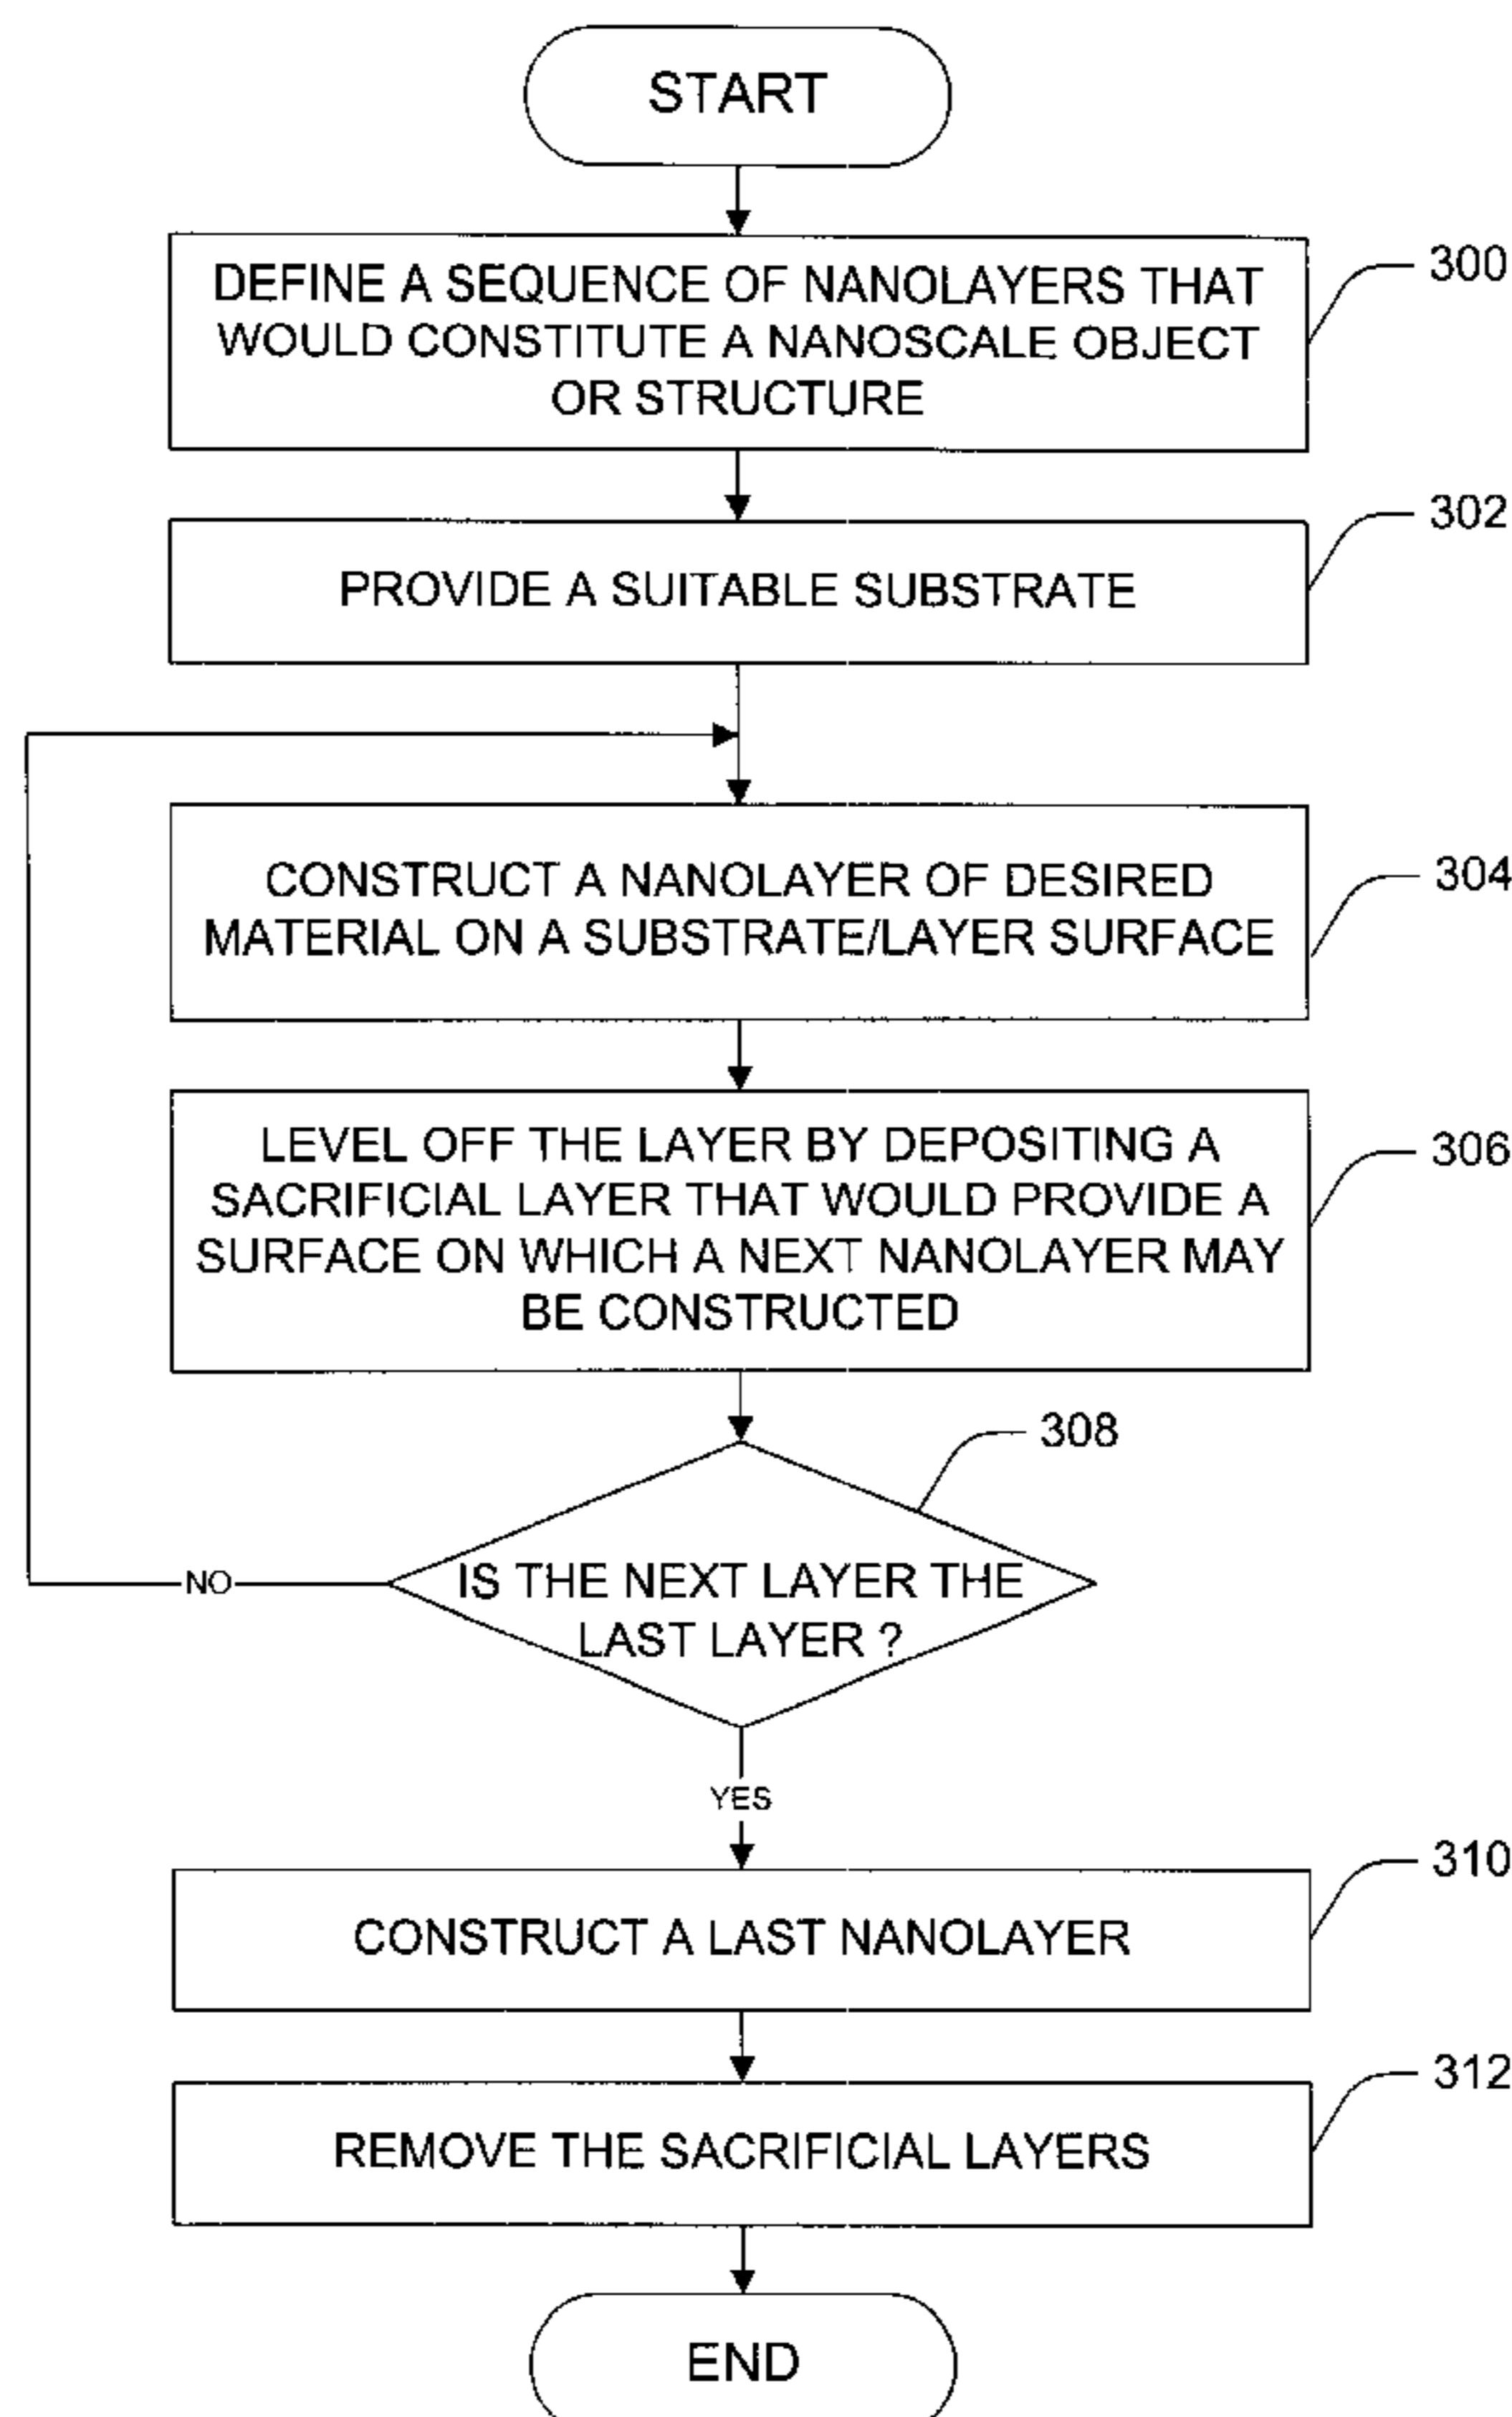 START
DEFINE A SEQUENCE OF NANOLAYERS THAT
WOULD CONSTITUTE A NANOSCALE OBJECT
OR STRUCTURE
300
PROVIDE A SUITABLE SUBSTRATE
302
CONSTRUCT A NANOLAYER OF DESIRED
MATERIAL ON A SUBSTRATE/LAYER SURFACE
304
LEVEL OFF THE LAYER BY DEPOSITING A
SACRIFICIAL LAYER THAT WOULD PROVIDE A
SURFACE ON WHICH A NEXT NANOLAYER MAY
BE CONSTRUCTED
306
308
IS THE NEXT LAYER THE
LAST LAYER ?
NO
YES
CONSTRUCT A LAST NANOLAYER
310
REMOVE THE SACRIFICIAL LAYERS
312
END